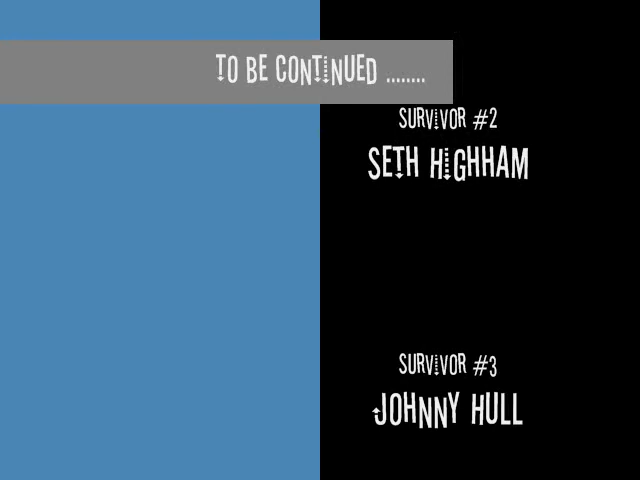 TO BE CONTINUED ........
SURVIVOR #2
SETH HIGHHAM
SURVIVOR #3
JOHNNY HULL